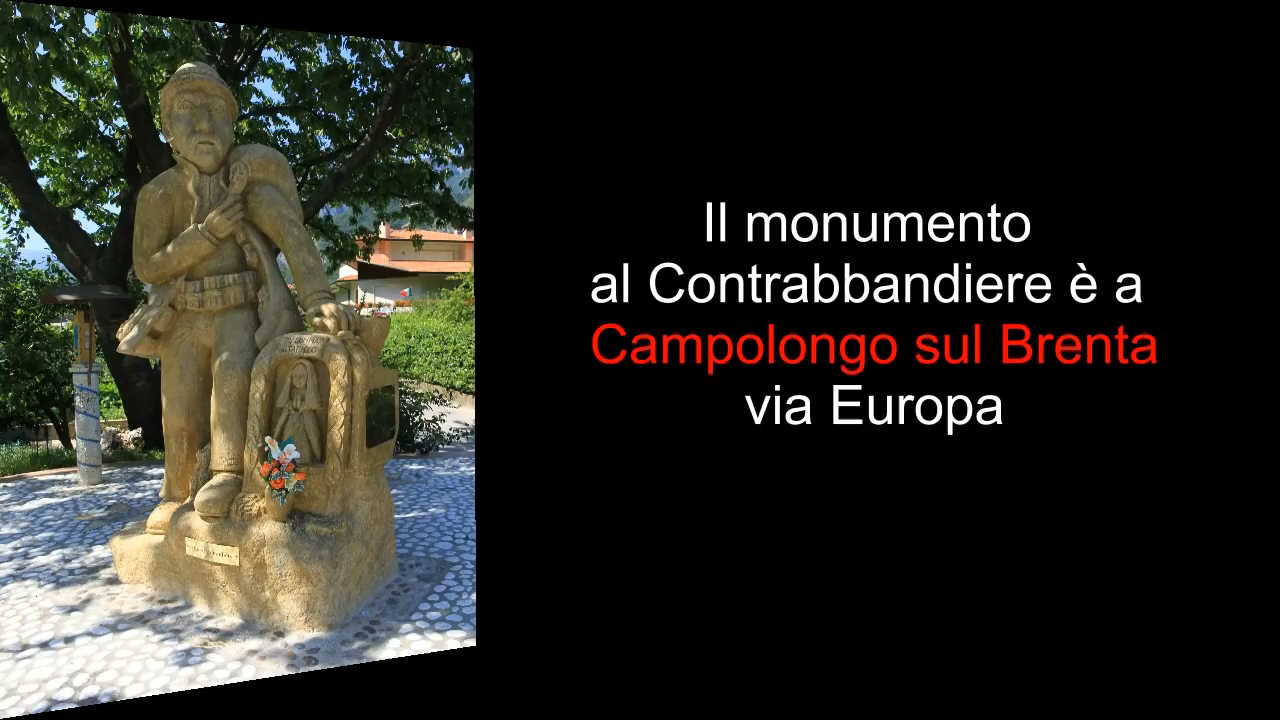 Il monumento
al Contrabbandiere è a
Campolongo sul Brenta
via Europa